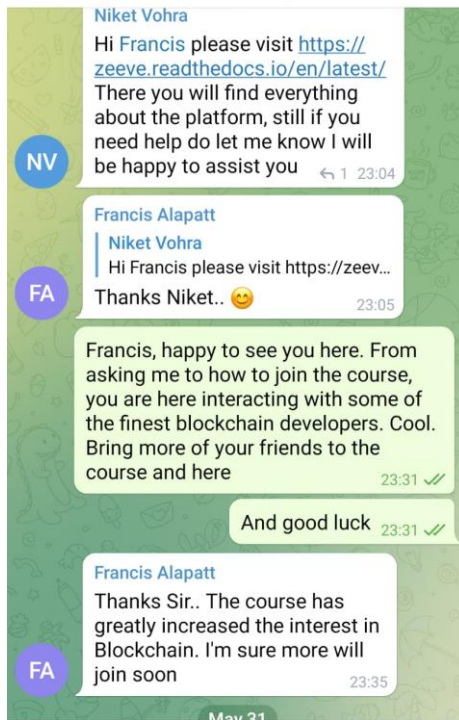 Niket Vohra
Hi Francis please visit https://
zeeve.readthedocs.io/en/latest/
There you will find everything
about the platform, still if you
need help do let me know I will
be happy to assist you 1 23:04
NV
Francis Alapatt
Niket Vohra
Hi Francis please visit https://zeev...
Thanks Niket.. 😊 23:05
FA
Francis, happy to see you here. From
asking me to how to join the course,
you are here interacting with some of
the finest blockchain developers. Cool.
Bring more of your friends to the
course and here 23:31
And good luck 23:31
Francis Alapatt
Thanks Sir.. The course has
greatly increased the interest in
Blockchain. I'm sure more will
join soon 23:35
FA
May 31